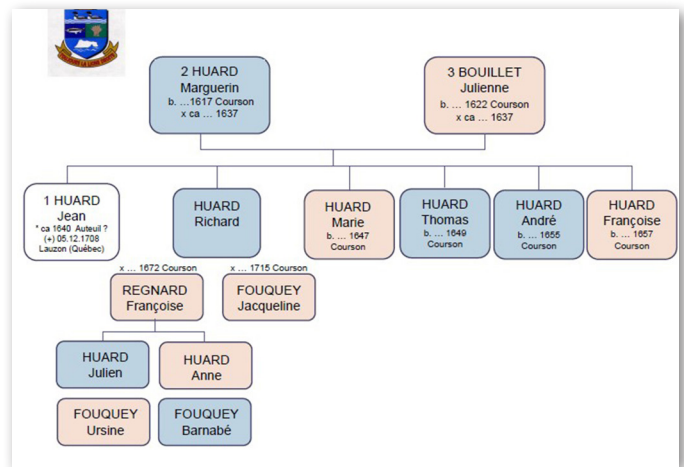 2 HUARD
Marguerin
b. ...1617 Courson
x ca ... 1637
3 BOUILLET
Julienne
b. ... 1622 Courson
x ca ... 1637
1 HUARD
Jean
* ca 1640 Auteuil ?
(+) 05.12.1708
Lauzon (Québec)
HUARD
Richard
HUARD
Marie
b. ... 1647
Courson
HUARD
Thomas
b. ... 1649
Courson
HUARD
André
b. ... 1655
Courson
HUARD
Françoise
b. ... 1657
Courson
x ... 1672 Courson
REGNARD
Françoise
x ... 1715 Courson
FOUQUEY
Jacqueline
HUARD
Julien
HUARD
Anne
FOUQUEY
Ursine
FOUQUEY
Barnabé